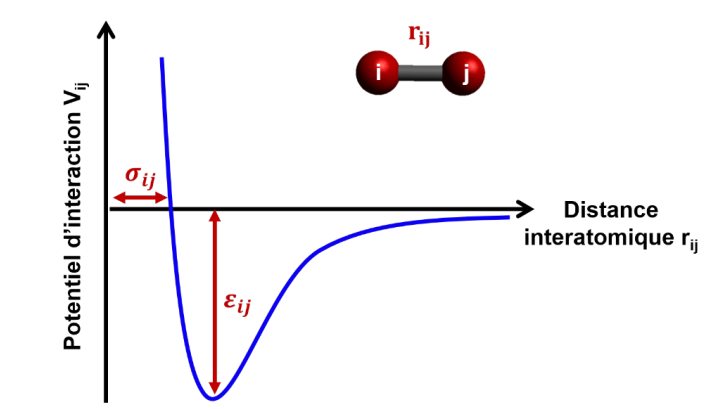 r_ij
i
j
Potentiel d'interaction V_ij
σ_ij
ε_ij
Distance
interatomique r_ij